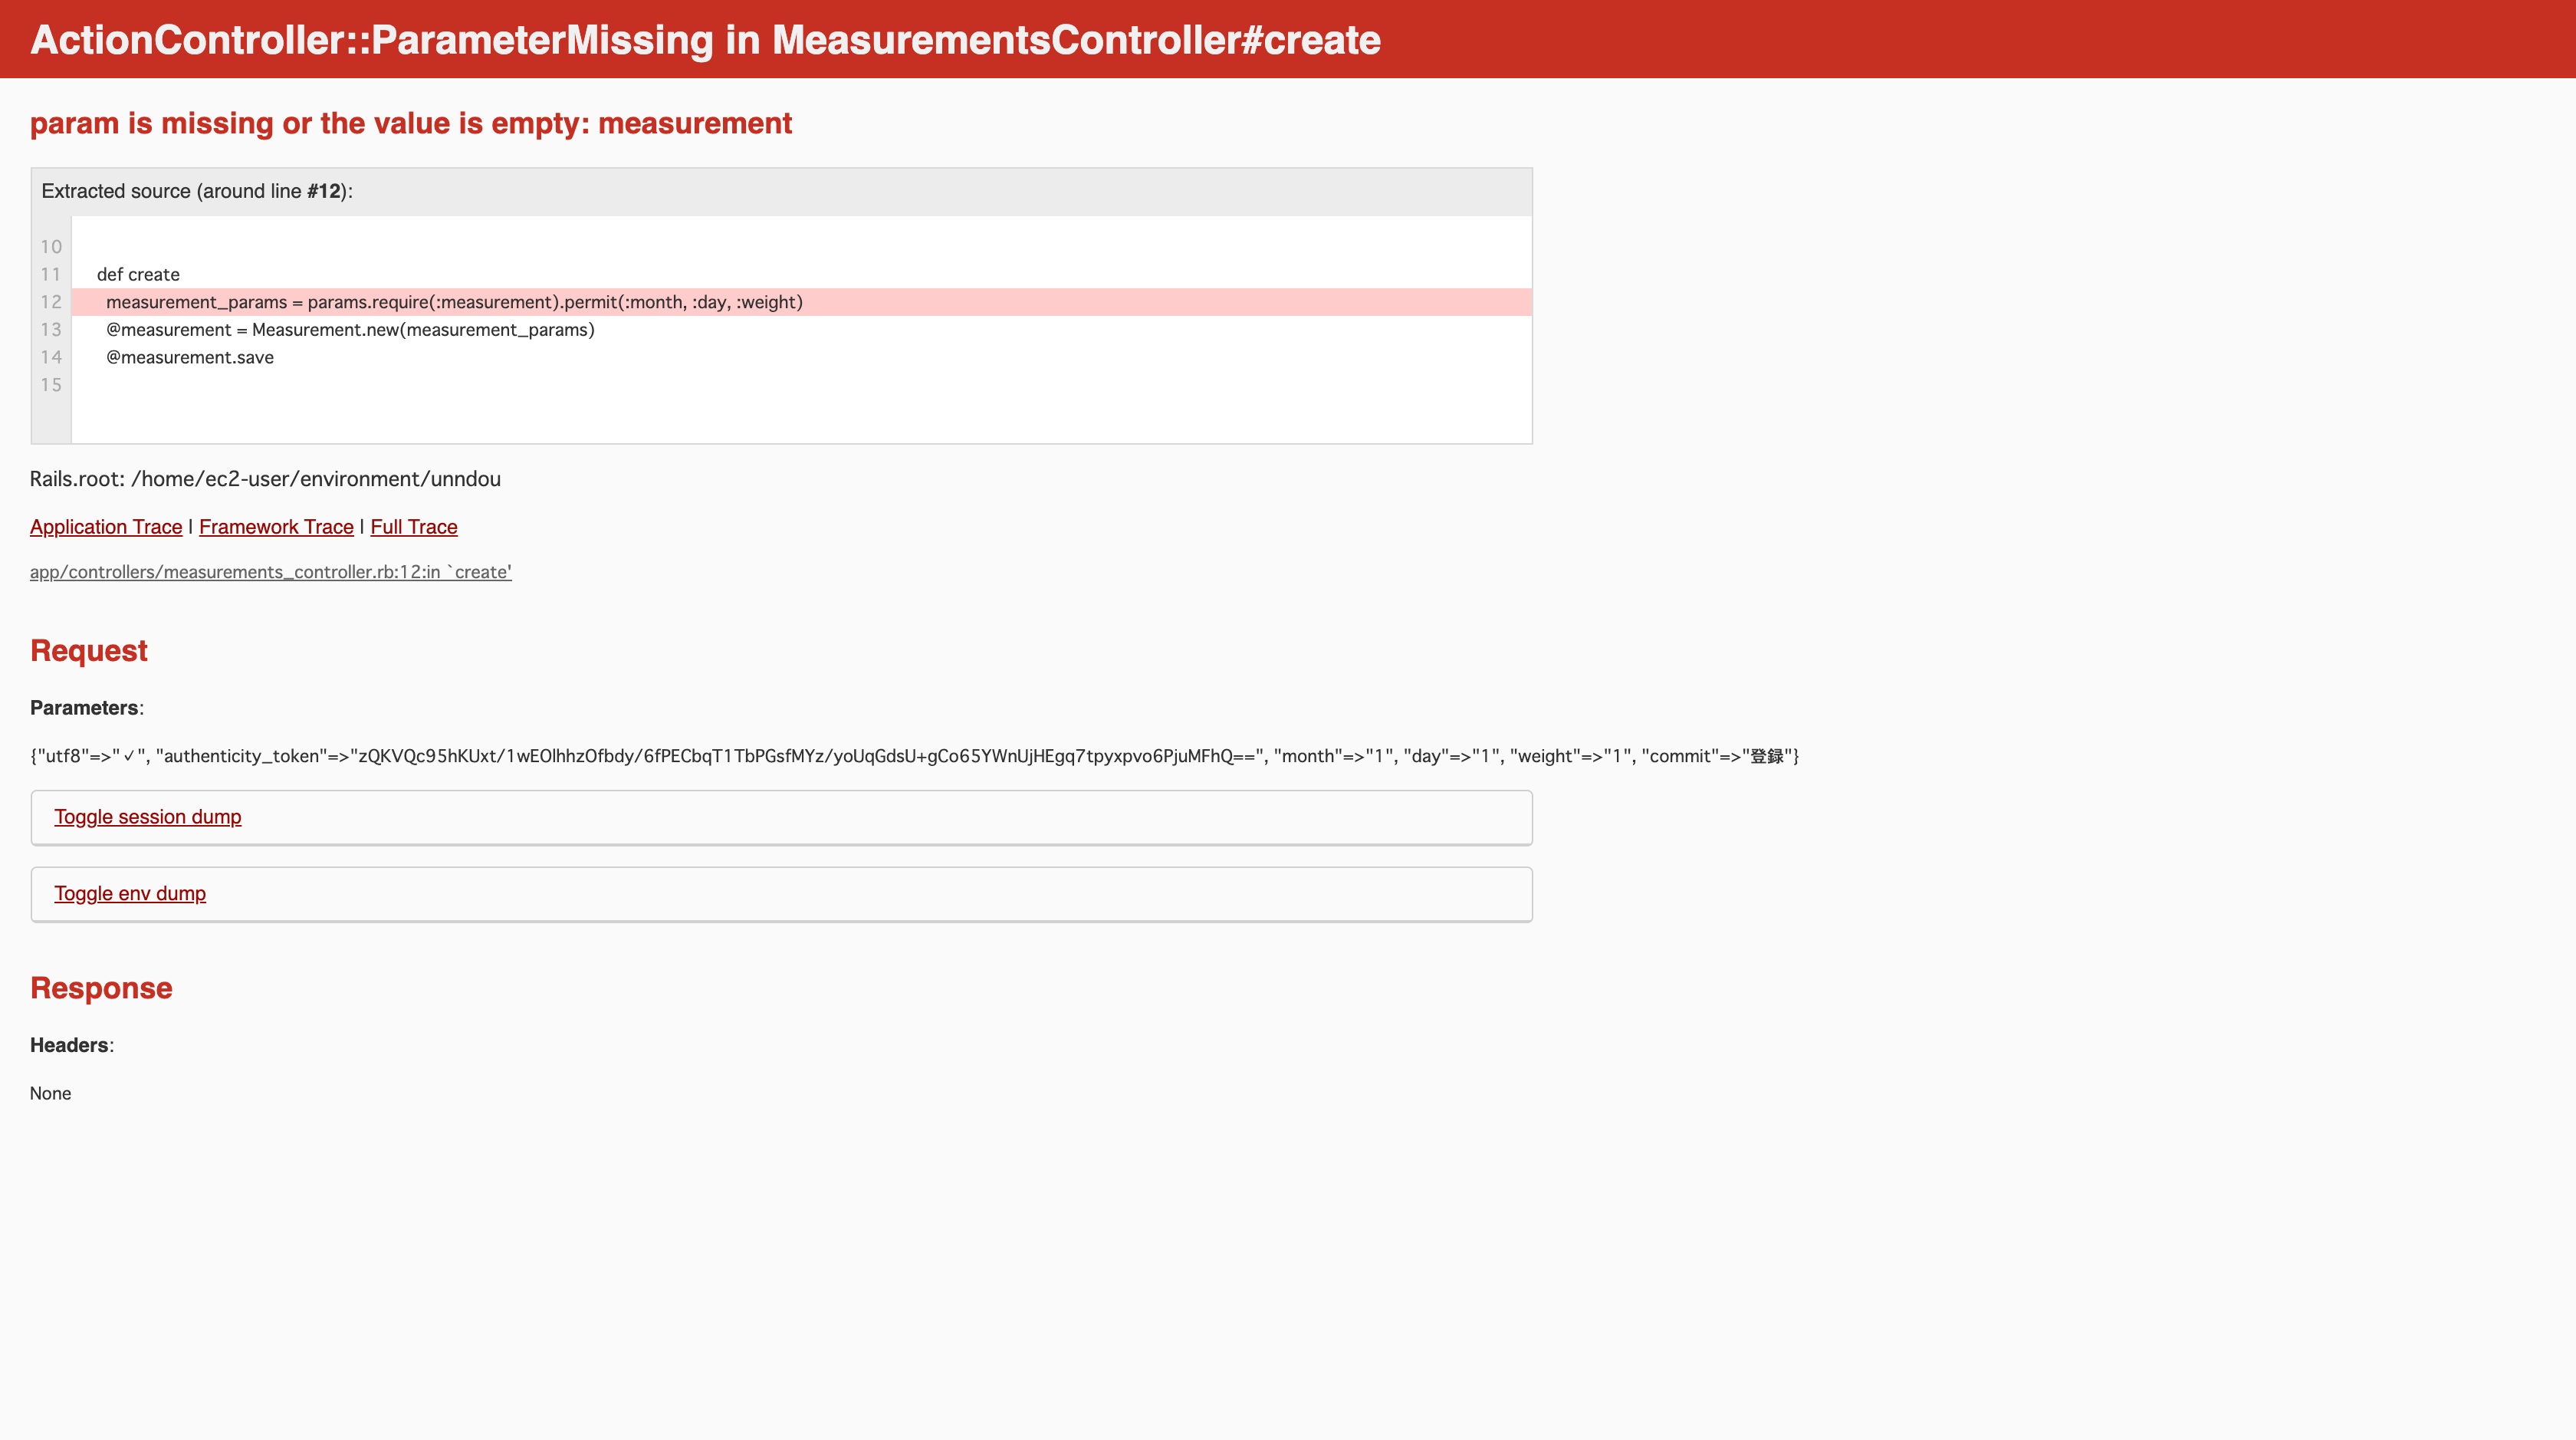 ActionController::ParameterMissing in MeasurementsController#create
param is missing or the value is empty: measurement
Extracted source (around line #12):
10
11 def create
12 measurement_params = params.require(:measurement).permit(:month, :day, :weight)
13 @measurement = Measurement.new(measurement_params)
14 @measurement.save
15
Rails.root: /home/ec2-user/environment/unndou
Application Trace | Framework Trace | Full Trace
app/controllers/measurements_controller.rb:12:in `create'
Request
Parameters:
{"utf8"=>"✓", "authenticity_token"=>"zQKVQc95hKUxt/1wEOlhhzOfbdy/6fPECbqT1TbPGsfMYz/yoUqGdsU+gCo65YWnUjHEgq7tpyxpvo6PjuMFhQ==", "month"=>"1", "day"=>"1", "weight"=>"1", "commit"=>"登録"}
Toggle session dump
Toggle env dump
Response
Headers:
None